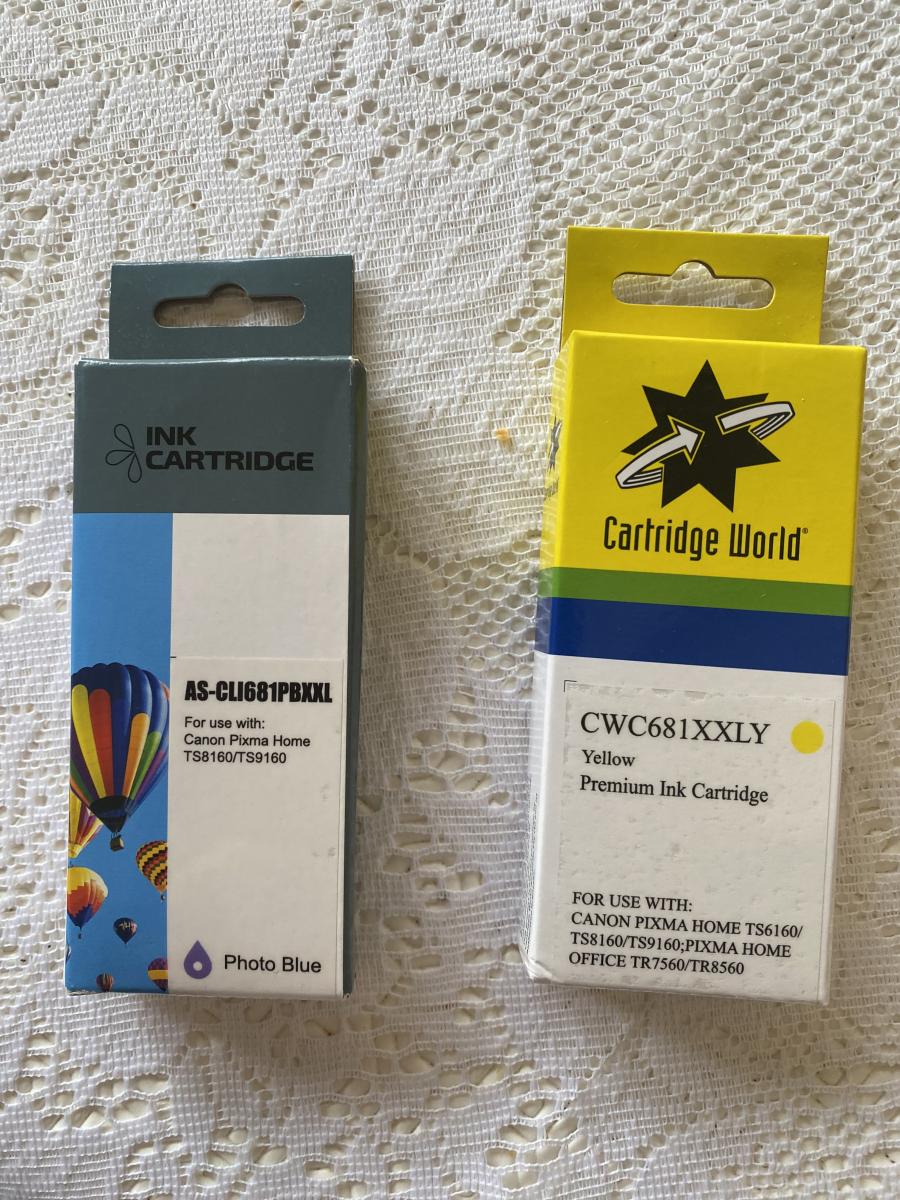 INK
CARTRIDGE
AS-CLI681PBXXL
For use with:
Canon Pixma Home
TS8160/TS9160
Photo Blue
Cartridge World®
CWC681XXLY
Yellow
Premium Ink Cartridge
FOR USE WITH:
CANON PIXMA HOME TS6160/
TS8160/TS9160;PIXMA HOME
OFFICE TR7560/TR8560